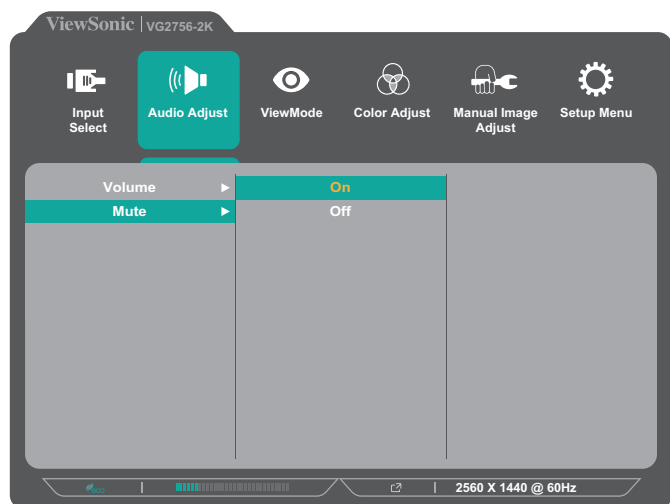 ViewSonic | VG2756-2K
Input Select
Audio Adjust
ViewMode
Color Adjust
Manual Image Adjust
Setup Menu
Volume
On
Mute
Off
eco
2560 X 1440 @ 60Hz